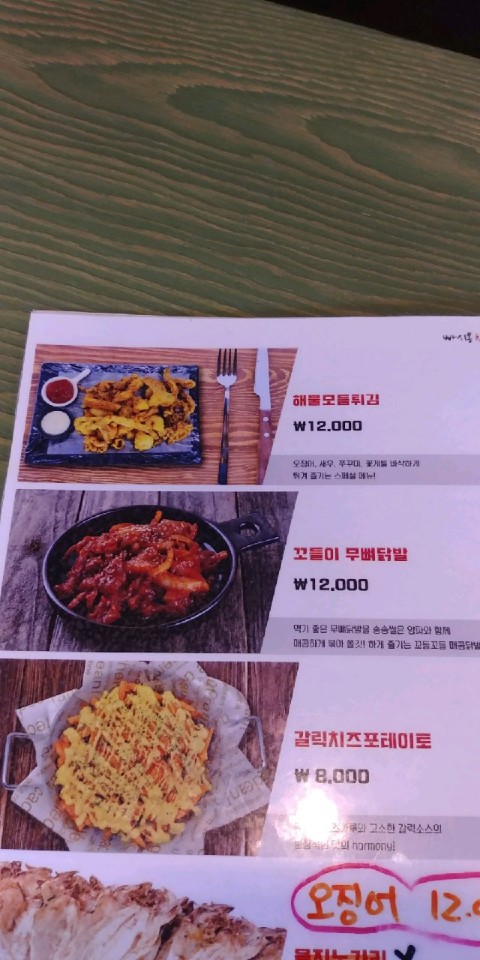 해물모듬튀김
₩12,000
오징어, 새우, 쭈꾸미, 꽃게를 바삭하게
튀겨 즐기는 스페셜 메뉴!
꼬들이 무뼈닭발
₩12,000
먹기 좋은 무뼈닭발을 송송썰은 양파와 함께
매콤하게 볶아 쫄깃! 하게 즐기는 꼬들꼬들 매콤닭발
갈릭치즈포테이토
₩ 8,000
고소한 갈릭소스의
harmony!
오징어 12.0